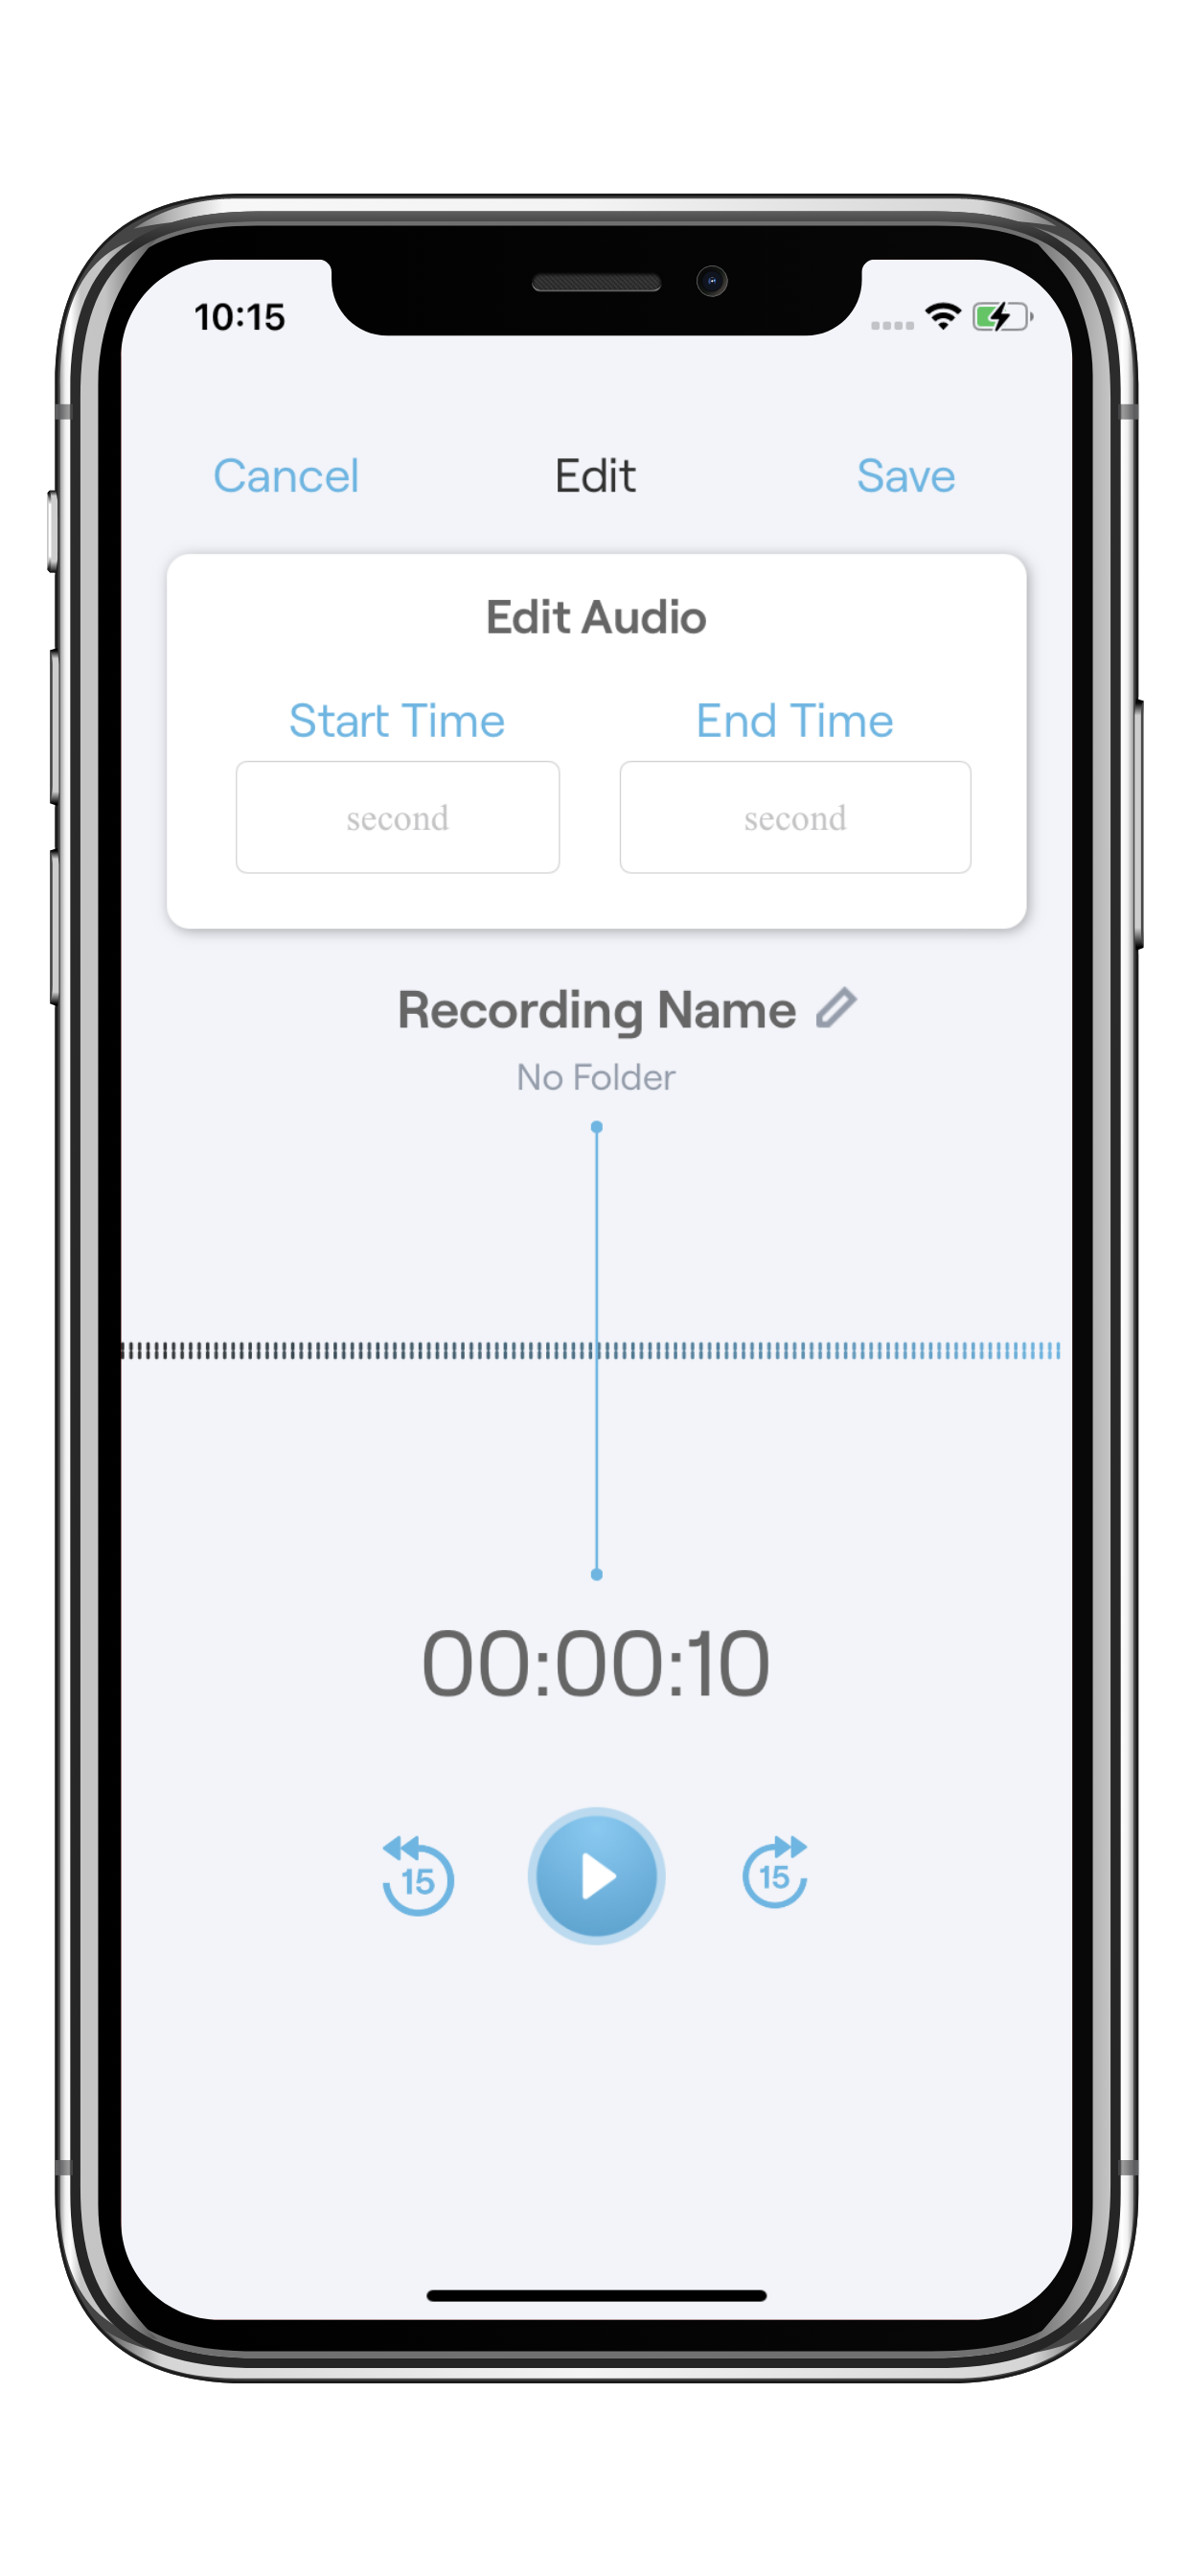 10:15
Cancel Edit Save
Edit Audio
Start Time End Time
second second
Recording Name
No Folder
00:00:10
15 15